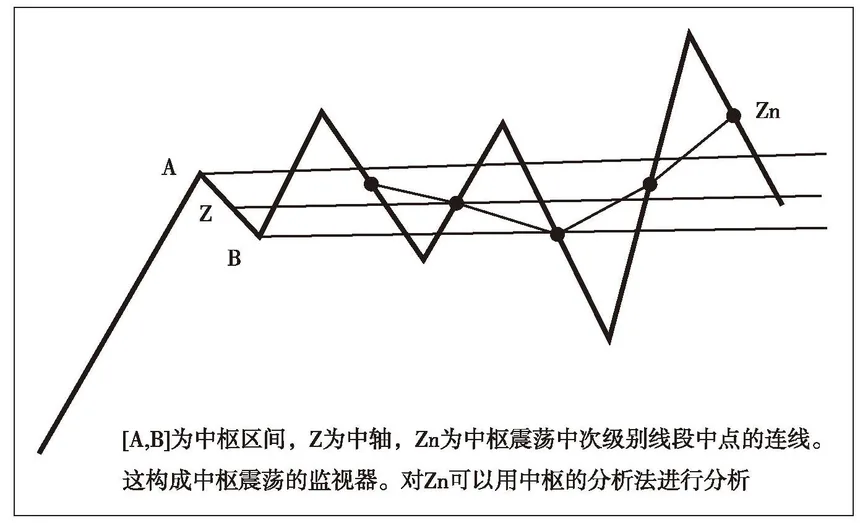 Zn
A
Z
B
[A,B]为中枢区间，Z为中轴，Zn为中枢震荡中次级别线段中点的连线。
这构成中枢震荡的监视器。对Zn可以用中枢的分析法进行分析